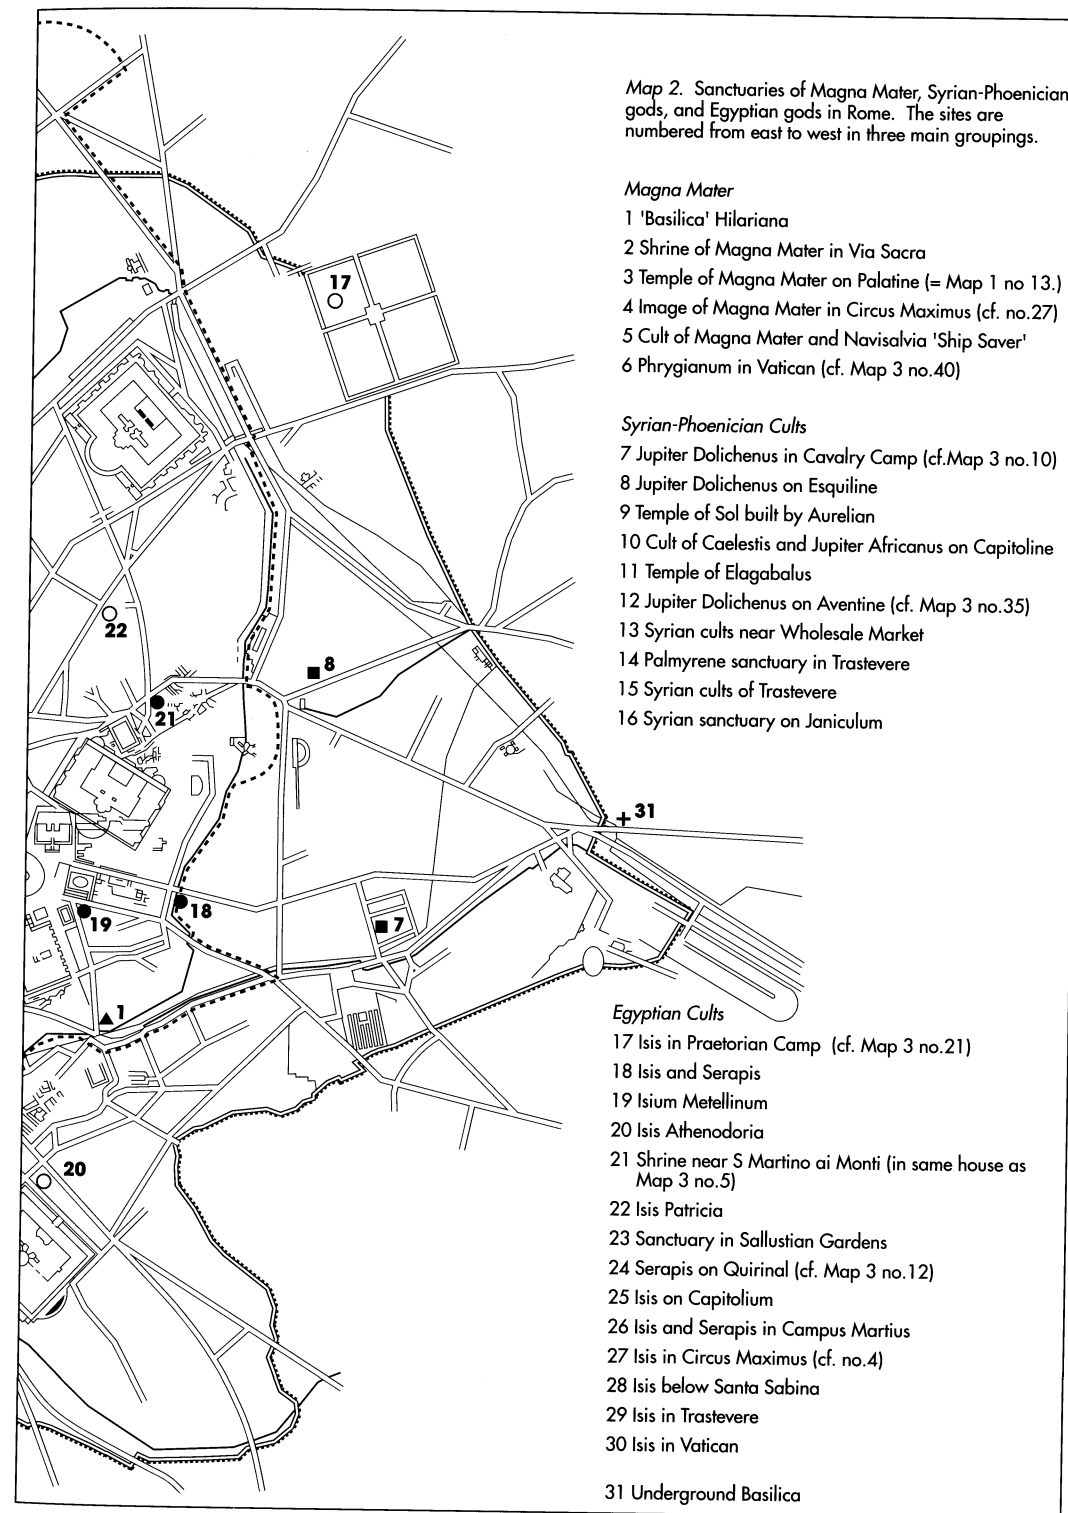 Map 2. Sanctuaries of Magna Mater, Syrian-Phoenician
gods, and Egyptian gods in Rome. The sites are
numbered from east to west in three main groupings.
Magna Mater
1 'Basilica' Hilariana
2 Shrine of Magna Mater in Via Sacra
3 Temple of Magna Mater on Palatine (= Map 1 no 13.)
4 Image of Magna Mater in Circus Maximus (cf. no.27)
5 Cult of Magna Mater and Navisalvia 'Ship Saver'
6 Phrygianum in Vatican (cf. Map 3 no.40)
Syrian-Phoenician Cults
7 Jupiter Dolichenus in Cavalry Camp (cf.Map 3 no.10)
8 Jupiter Dolichenus on Esquiline
9 Temple of Sol built by Aurelian
10 Cult of Caelestis and Jupiter Africanus on Capitoline
11 Temple of Elagabalus
12 Jupiter Dolichenus on Aventine (cf. Map 3 no.35)
13 Syrian cults near Wholesale Market
14 Palmyrene sanctuary in Trastevere
15 Syrian cults of Trastevere
16 Syrian sanctuary on Janiculum
Egyptian Cults
17 Isis in Praetorian Camp (cf. Map 3 no.21)
18 Isis and Serapis
19 Isium Metellinum
20 Isis Athenodoria
21 Shrine near S Martino ai Monti (in same house as
Map 3 no.5)
22 Isis Patricia
23 Sanctuary in Sallustian Gardens
24 Serapis on Quirinal (cf. Map 3 no.12)
25 Isis on Capitolium
26 Isis and Serapis in Campus Martius
27 Isis in Circus Maximus (cf. no.4)
28 Isis below Santa Sabina
29 Isis in Trastevere
30 Isis in Vatican
31 Underground Basilica
17
22
8
21
31
18
19
7
1
20